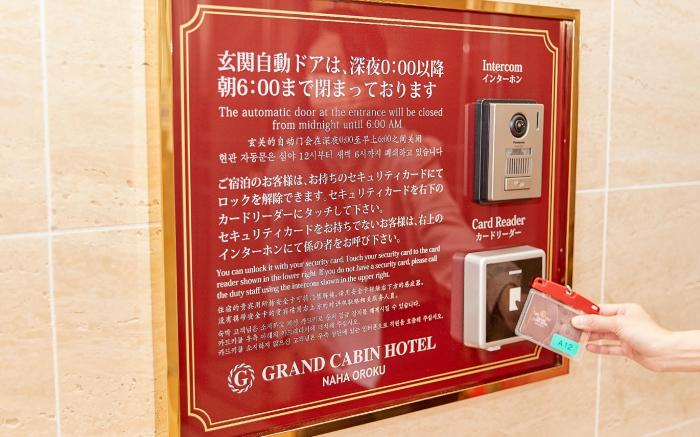 玄関自動ドアは、深夜0:00以降
朝6:00まで閉まっております
The automatic door at the entrance will be closed
from midnight until 6:00 AM
玄关的自动门会在深夜0:00至早上6:00之间关闭
현관 자동문은 심야 12시부터 새벽 6시까지 폐쇄하고 있습니다
ご宿泊のお客様は、お持ちのセキュリティカードにて
ロックを解除できます。セキュリティカードを右下の
カードリーダーにタッチして下さい。
セキュリティカードをお持ちでないお客様は、右上の
インターホンにて係の者をお呼び下さい。
You can unlock it with your security card. Touch your security card to the card
reader shown in the lower right. If you do not have a security card, please call
the duty staff using the intercom shown in the upper right.
GRAND CABIN HOTEL
NAHA OROKU
Intercom
インターホン
Panasonic
Card Reader
カードリーダー
A12